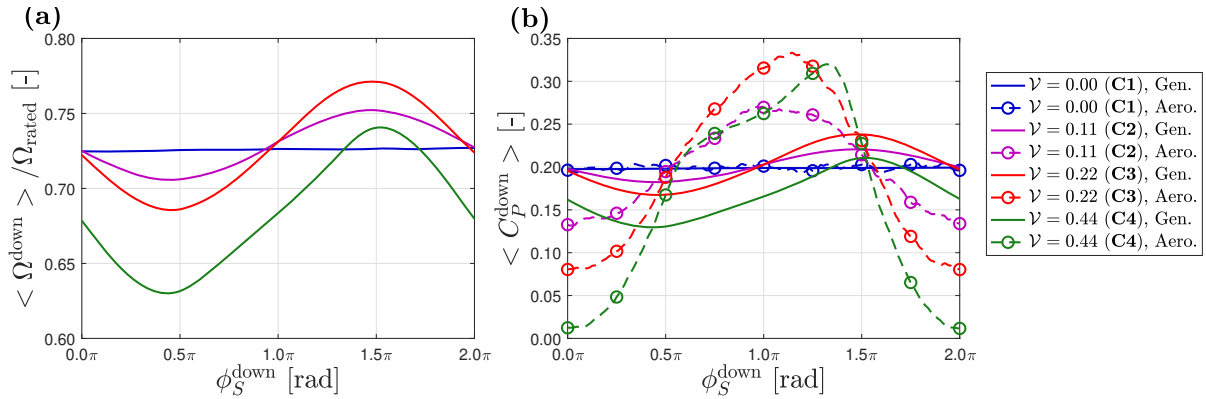 (a)
0.80
0.75
0.70
0.65
0.60
< Ω^down > /Ω_rated [-]
0.0π 0.5π 1.0π 1.5π 2.0π
ϕ_S^down [rad]
(b)
0.35
0.30
0.25
0.20
0.15
0.10
0.05
0.00
< C_P^down > [-]
0.0π 0.5π 1.0π 1.5π 2.0π
ϕ_S^down [rad]
𝒱 = 0.00 (C1), Gen.
𝒱 = 0.00 (C1), Aero.
𝒱 = 0.11 (C2), Gen.
𝒱 = 0.11 (C2), Aero.
𝒱 = 0.22 (C3), Gen.
𝒱 = 0.22 (C3), Aero.
𝒱 = 0.44 (C4), Gen.
𝒱 = 0.44 (C4), Aero.